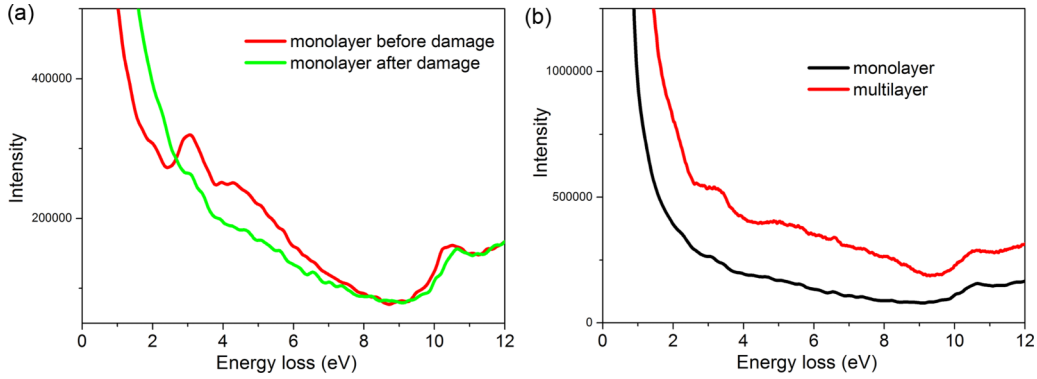 (a)
monolayer before damage
monolayer after damage
400000
200000
Intensity
0 2 4 6 8 10 12
Energy loss (eV)
(b)
monolayer
multilayer
1000000
500000
0
Intensity
0 2 4 6 8 10 12
Energy loss (eV)